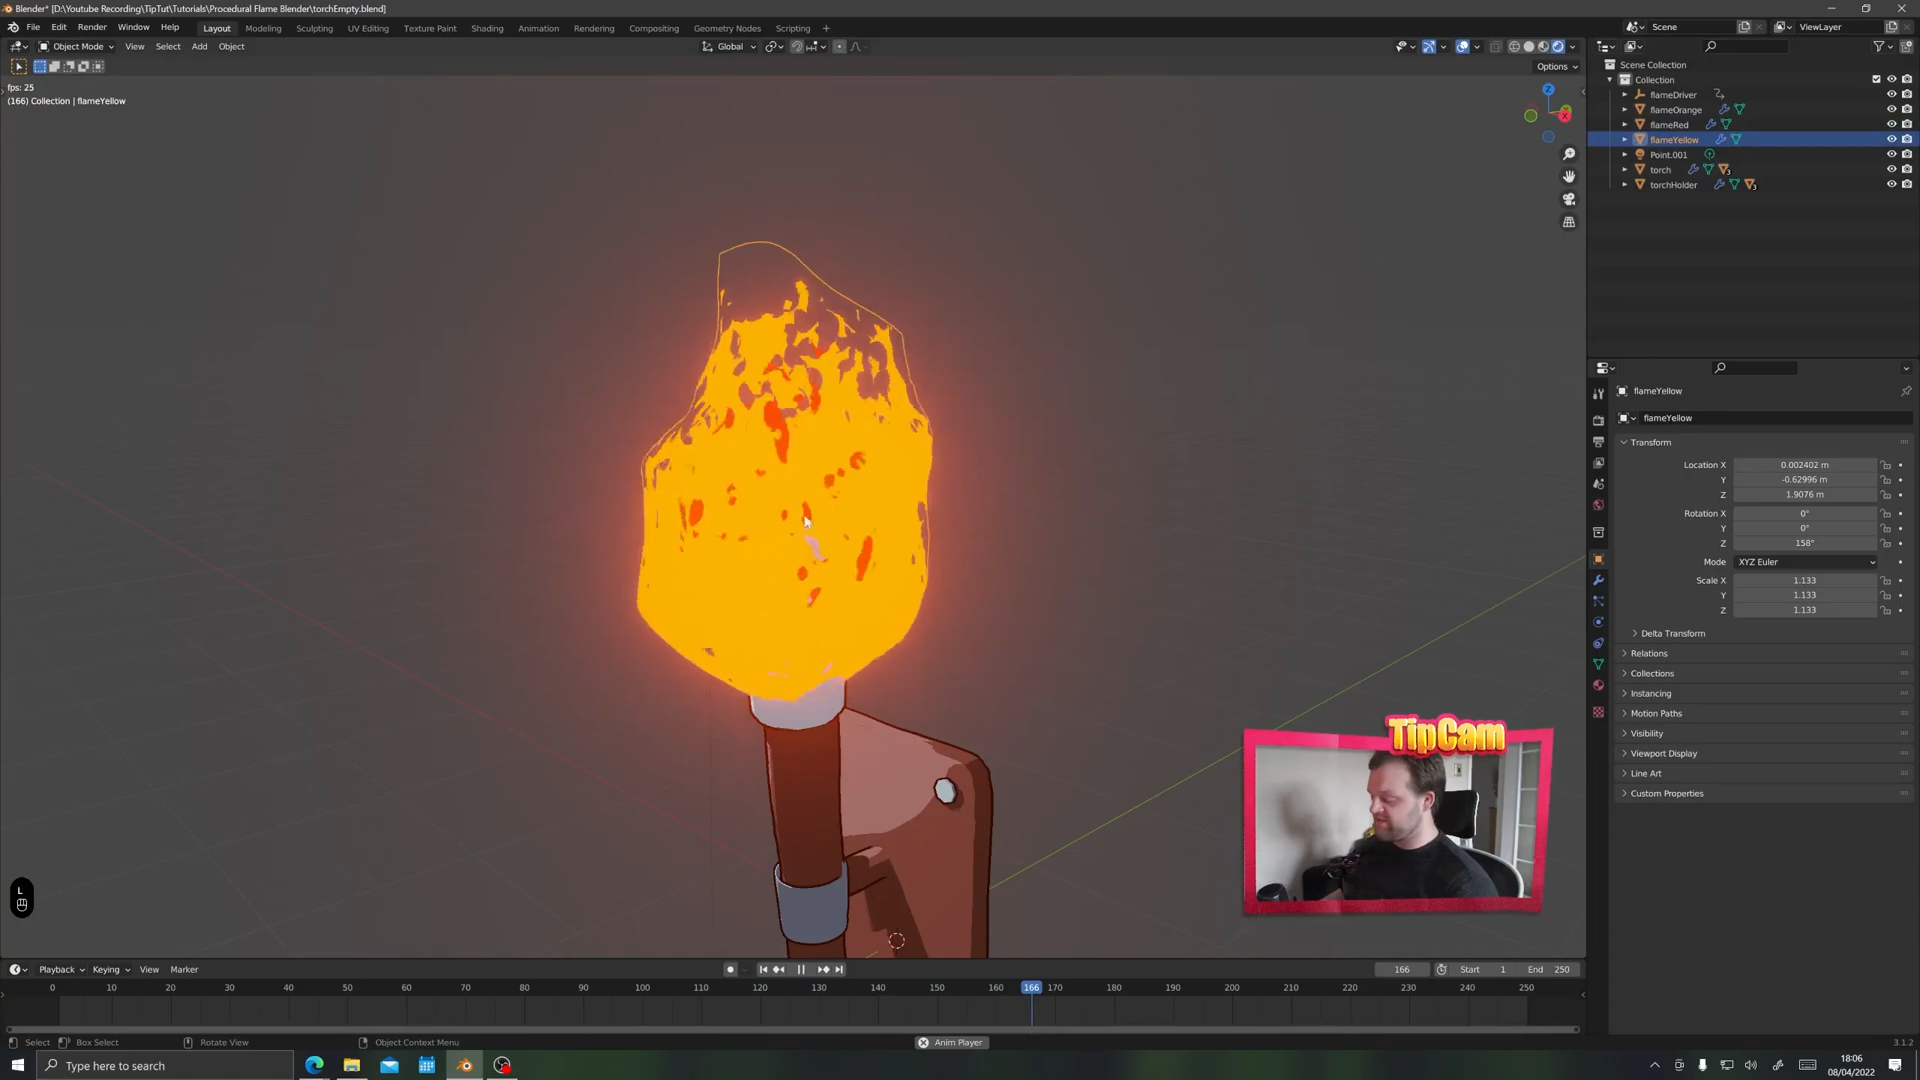 Blender* [D:\Youtube Recording\TipTut\Tutorials\Procedural Flame Blender\torchEmpty.blend]
File Edit Render Window Help Layout Modeling Sculpting UV Editing Texture Paint Shading Animation Rendering Compositing Geometry Nodes Scripting + Scene ViewLayer
Object Mode View Select Add Object Global
Options
fps: 25
(166) Collection | flameYellow
Z
X
Scene Collection
Collection
flameDriver
flameOrange
flameRed
flameYellow
Point.001
torch 3
torchHolder 3
flameYellow
flameYellow
Transform
Location X 0.002402 m
Y -0.62996 m
Z 1.9076 m
Rotation X 0°
Y 0°
Z 158°
Mode XYZ Euler
Scale X 1.133
Y 1.133
Z 1.133
Delta Transform
Relations
Collections
Instancing
Motion Paths
Visibility
Viewport Display
Line Art
Custom Properties
TipCam
L
Playback Keying View Marker 166 Start 1 End 250
0 10 20 30 40 50 60 70 80 90 100 110 120 130 140 150 160 166 170 180 190 200 210 220 230 240 250
Select Box Select Rotate View Object Context Menu Anim Player 3.1.2
Type here to search
18:06
08/04/2022